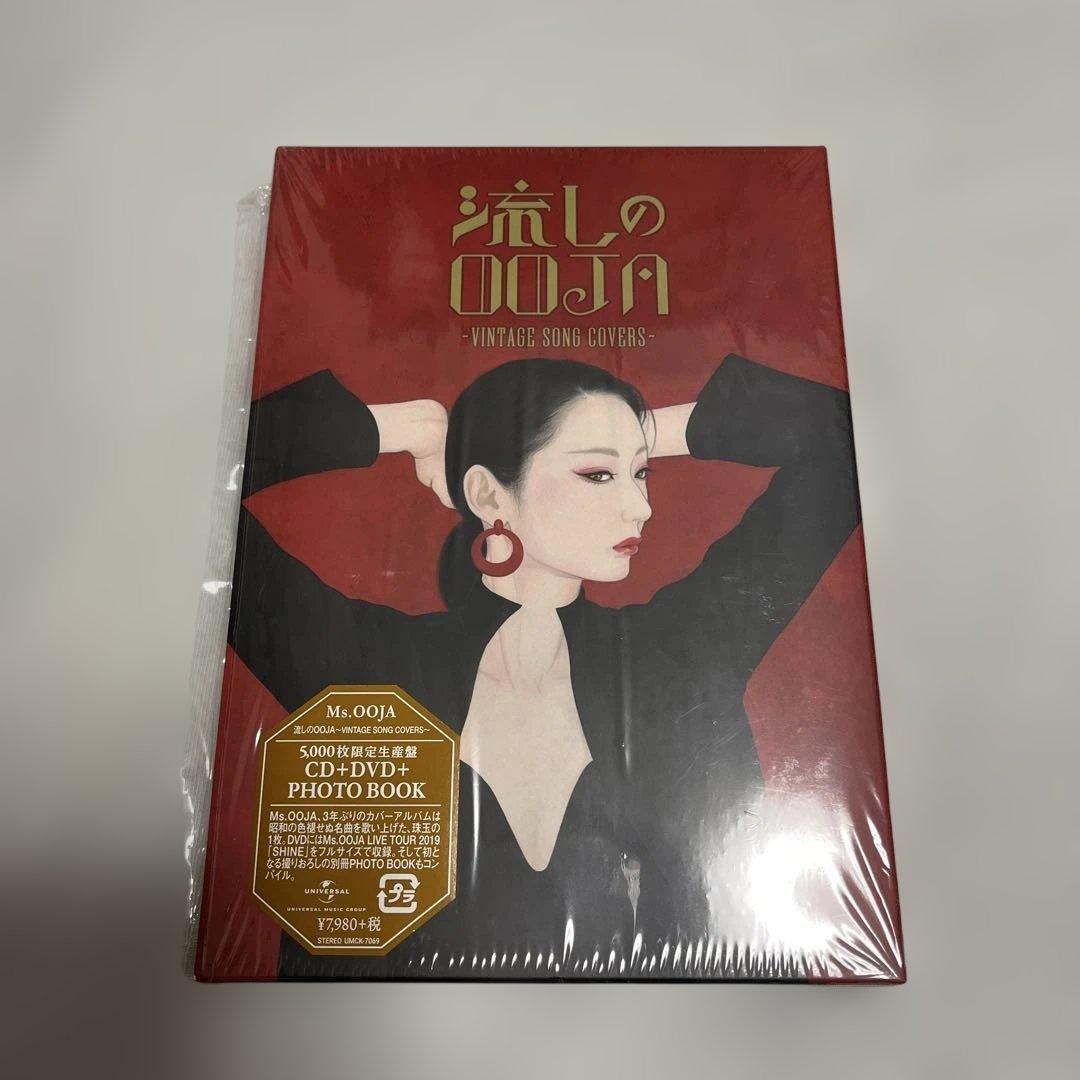 流しの
OOJA
-VINTAGE SONG COVERS-
Ms.OOJA
流しのOOJA～VINTAGE SONG COVERS～
5,000枚限定生産盤
CD+DVD+
PHOTO BOOK
Ms.OOJA、3年ぶりのカバーアルバムは
昭和の色褪せぬ名曲を歌い上げた、珠玉の
1枚。DVDにはMs.OOJA LIVE TOUR 2019
「SHINE」をフルサイズで収録。そして初と
なる撮りおろしの別冊PHOTO BOOKもコン
パイル。
UNIVERSAL
UNIVERSAL MUSIC GROUP
プラ
¥7,980+税
STEREO UMCK-7069